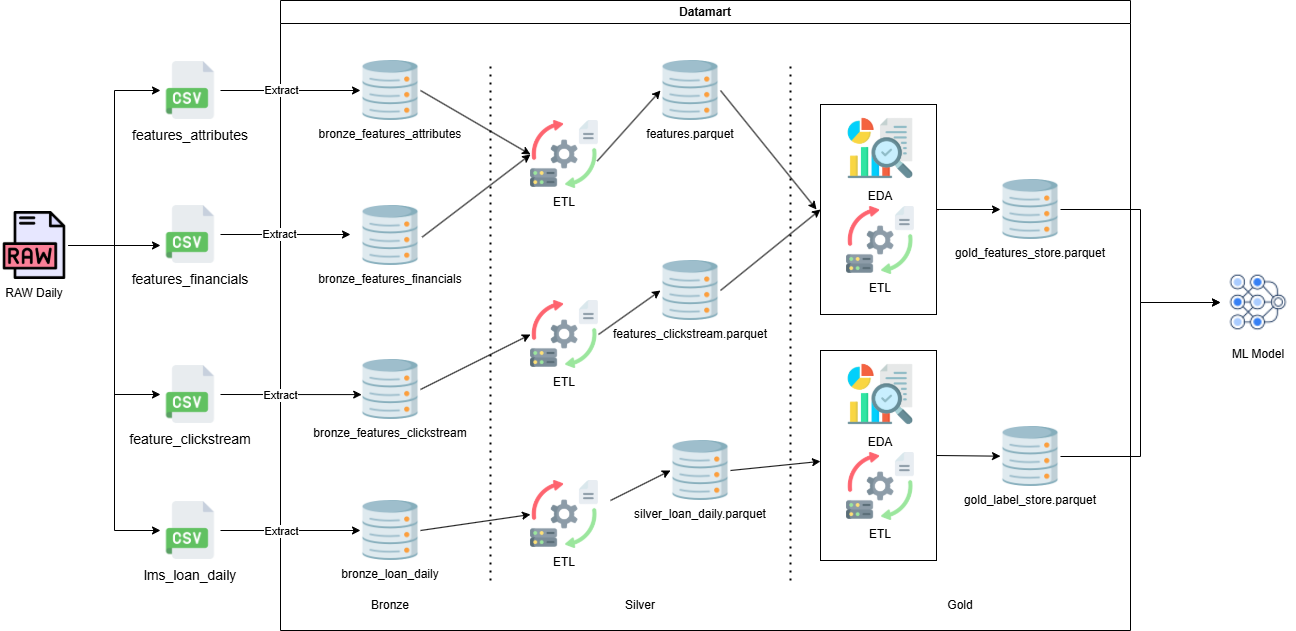 Datamart
CSV
features_attributes
Extract
bronze_features_attributes
features.parquet
ETL
EDA
ETL
gold_features_store.parquet
RAW
RAW Daily
CSV
features_financials
Extract
bronze_features_financials
features_clickstream.parquet
ETL
ML Model
CSV
feature_clickstream
Extract
bronze_features_clickstream
silver_loan_daily.parquet
EDA
ETL
gold_label_store.parquet
CSV
lms_loan_daily
Extract
bronze_loan_daily
ETL
Bronze
Silver
Gold